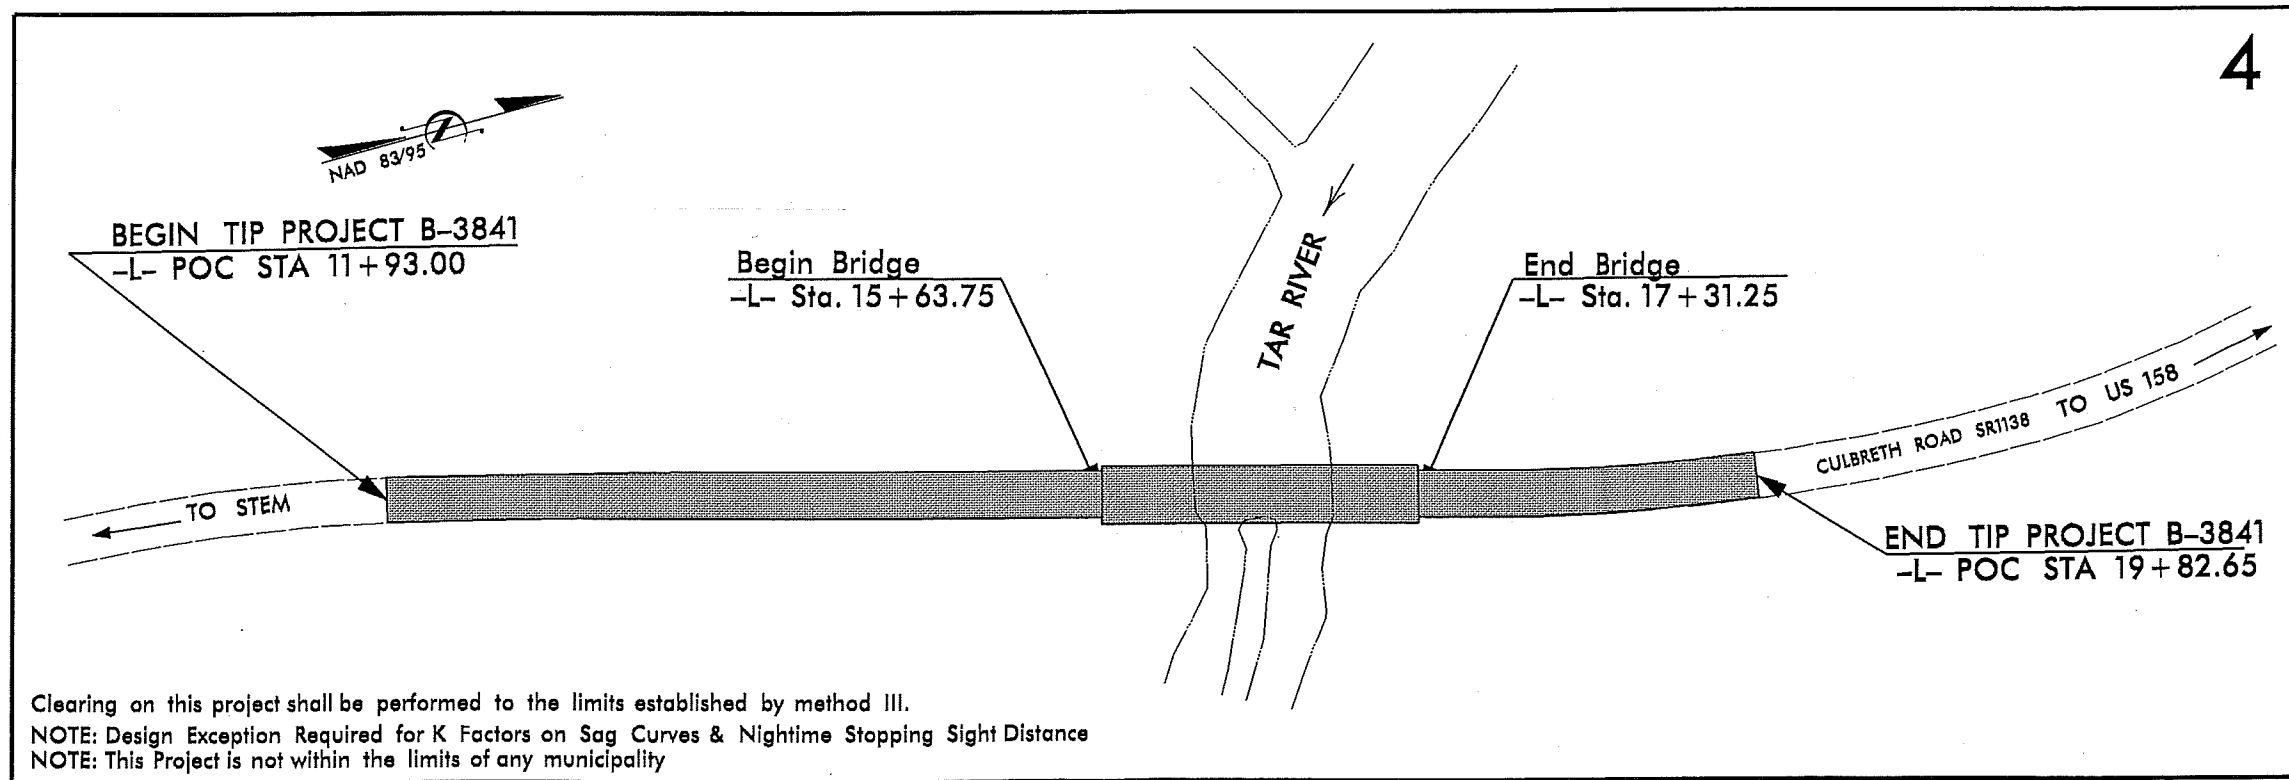 4
NAD 83/95
BEGIN TIP PROJECT B-3841
-L- POC STA 11+93.00
Begin Bridge
-L- Sta. 15+63.75
TAR RIVER
End Bridge
-L- Sta. 17+31.25
TO STEM
CULBRETH ROAD SR1138 TO US 158
END TIP PROJECT B-3841
-L- POC STA 19+82.65
Clearing on this project shall be performed to the limits established by method III.
NOTE: Design Exception Required for K Factors on Sag Curves & Nightime Stopping Sight Distance
NOTE: This Project is not within the limits of any municipality